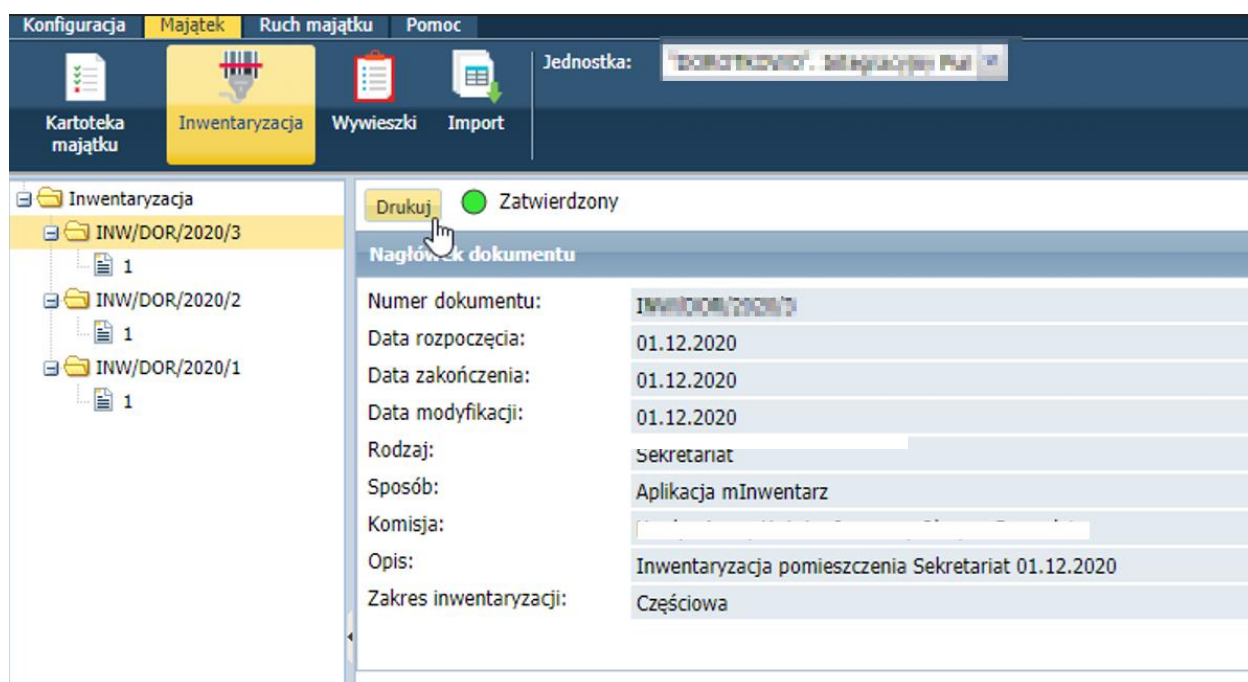 Konfiguracja Majątek Ruch majątku Pomoc
Jednostka:
Kartoteka majątku
Inwentaryzacja
Wywieszki
Import
Inwentaryzacja
INW/DOR/2020/3
1
INW/DOR/2020/2
1
INW/DOR/2020/1
1
Drukuj Zatwierdzony
Nagłówek dokumentu
Numer dokumentu:
Data rozpoczęcia: 01.12.2020
Data zakończenia: 01.12.2020
Data modyfikacji: 01.12.2020
Rodzaj: Sekretariat
Sposób: Aplikacja mInwentarz
Komisja:
Opis: Inwentaryzacja pomieszczenia Sekretariat 01.12.2020
Zakres inwentaryzacji: Częściowa